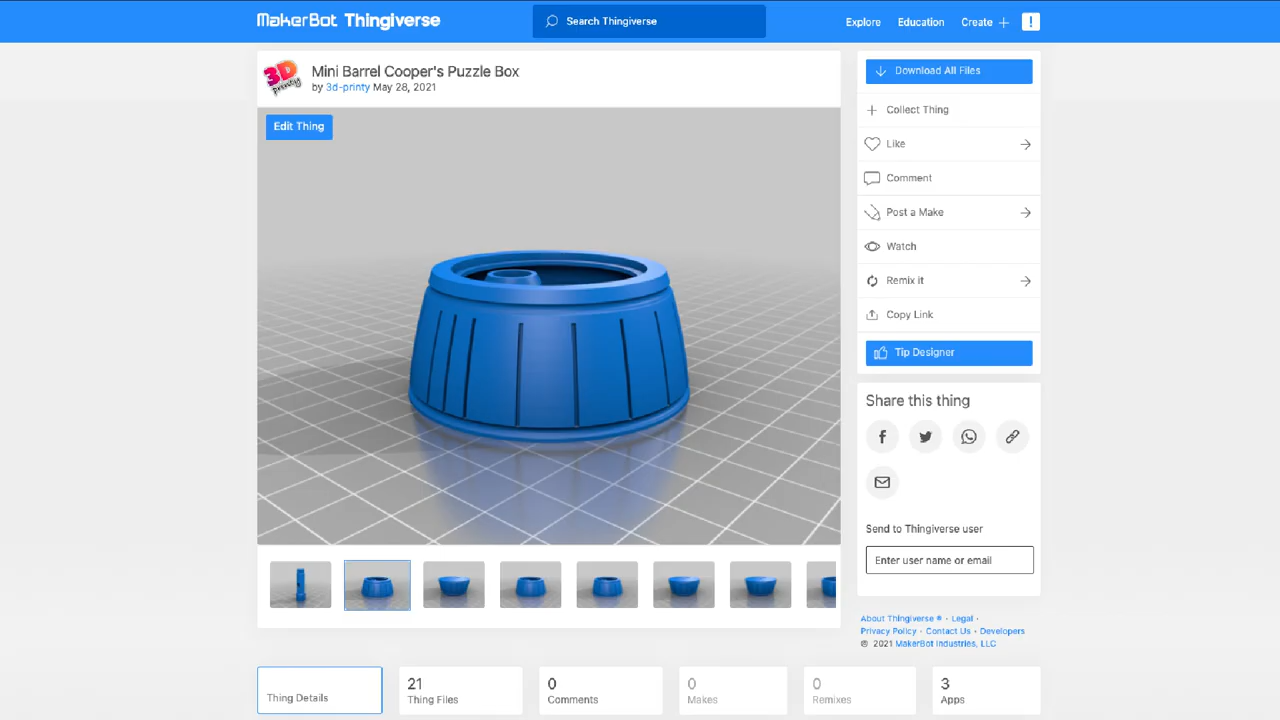 MakerBot Thingiverse
Search Thingiverse
Explore
Education
Create
3D
printy
Mini Barrel Cooper's Puzzle Box
by 3d-printy May 28, 2021
Edit Thing
Download All Files
Collect Thing
Like
Comment
Post a Make
Watch
Remix it
Copy Link
Tip Designer
Share this thing
Send to Thingiverse user
Enter user name or email
About Thingiverse ® · Legal ·
Privacy Policy · Contact Us · Developers
© 2021 MakerBot Industries, LLC
Thing Details
21
Thing Files
0
Comments
0
Makes
0
Remixes
3
Apps